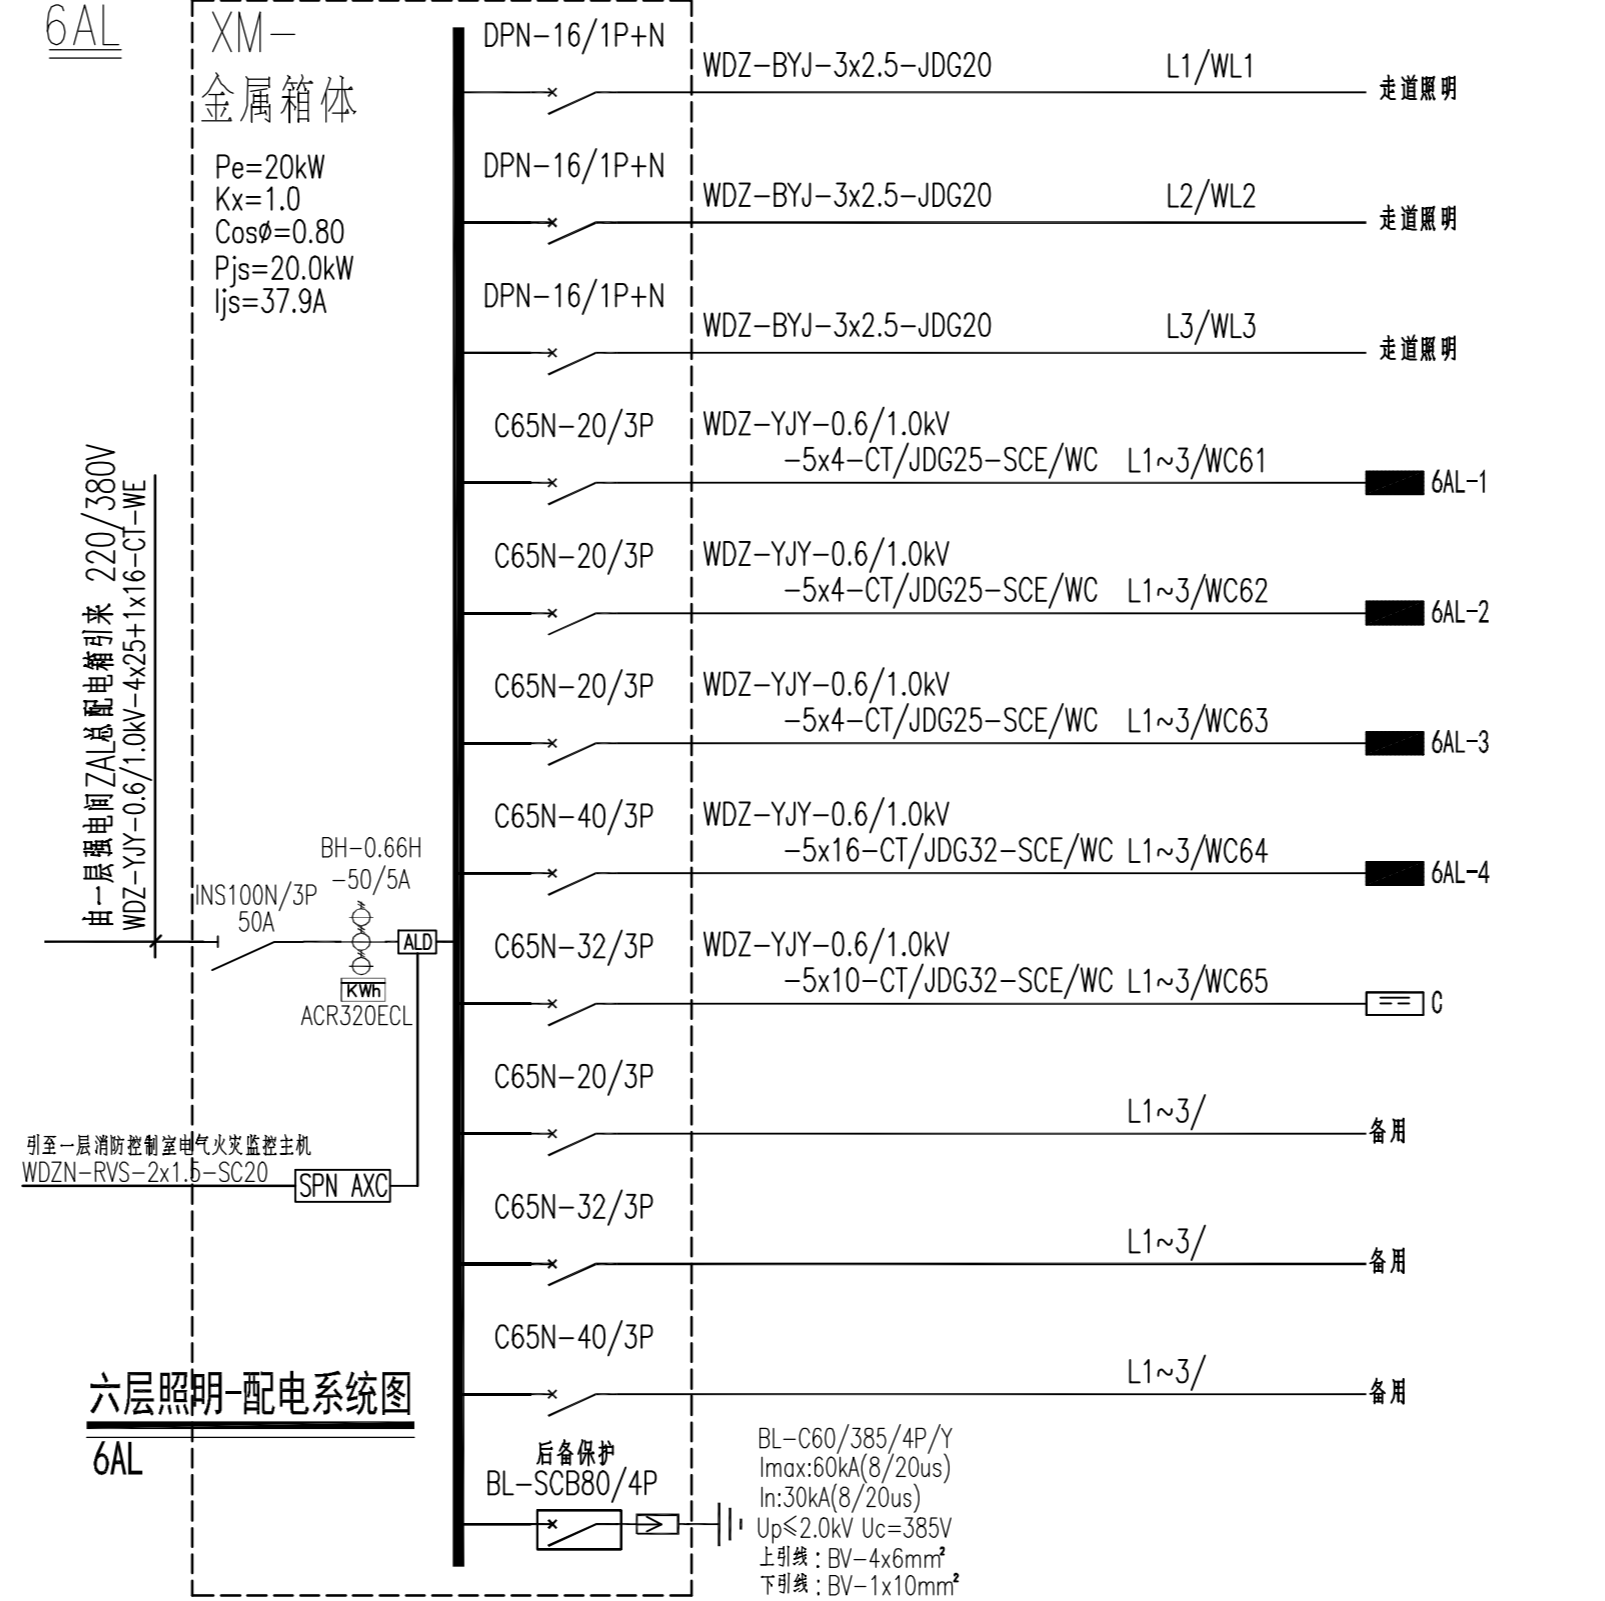 6AL
XM-
金属箱体
Pe=20kW
Kx=1.0
Cosø=0.80
Pjs=20.0kW
Ijs=37.9A
DPN-16/1P+N
WDZ-BYJ-3x2.5-JDG20
L1/WL1
走道照明
DPN-16/1P+N
WDZ-BYJ-3x2.5-JDG20
L2/WL2
走道照明
DPN-16/1P+N
WDZ-BYJ-3x2.5-JDG20
L3/WL3
走道照明
C65N-20/3P
WDZ-YJY-0.6/1.0kV
-5x4-CT/JDG25-SCE/WC
L1~3/WC61
6AL-1
C65N-20/3P
WDZ-YJY-0.6/1.0kV
-5x4-CT/JDG25-SCE/WC
L1~3/WC62
6AL-2
C65N-20/3P
WDZ-YJY-0.6/1.0kV
-5x4-CT/JDG25-SCE/WC
L1~3/WC63
6AL-3
C65N-40/3P
WDZ-YJY-0.6/1.0kV
-5x16-CT/JDG32-SCE/WC
L1~3/WC64
6AL-4
C65N-32/3P
WDZ-YJY-0.6/1.0kV
-5x10-CT/JDG32-SCE/WC
L1~3/WC65
C
C65N-20/3P
L1~3/
备用
C65N-32/3P
L1~3/
备用
C65N-40/3P
L1~3/
备用
由一层强电间ZAL总配电箱引来 220/380V
WDZ-YJY-0.6/1.0kV-4x25+1x16-CT-WE
INS100N/3P
50A
BH-0.66H
-50/5A
ALD
KWh
ACR320ECL
引至一层消防控制室电气火灾监控主机
WDZN-RVS-2x1.5-SC20
SPN AXC
六层照明-配电系统图
6AL
后备保护
BL-SCB80/4P
BL-C60/385/4P/Y
Imax:60kA(8/20us)
In:30kA(8/20us)
Up≤2.0kV Uc=385V
上引线：BV-4x6mm²
下引线：BV-1x10mm²